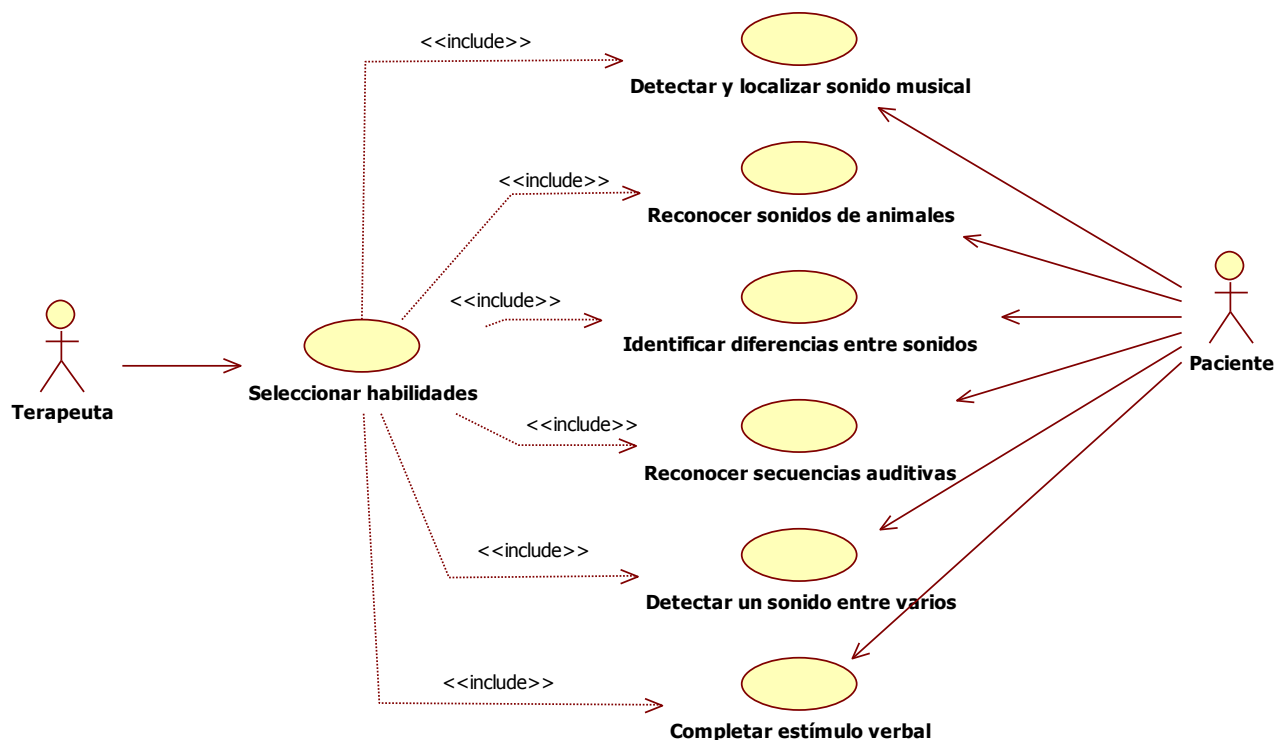 <<include>>
Detectar y localizar sonido musical
<<include>>
Reconocer sonidos de animales
<<include>>
Identificar diferencias entre sonidos
Paciente
Seleccionar habilidades
Terapeuta
<<include>>
Reconocer secuencias auditivas
<<include>>
Detectar un sonido entre varios
<<include>>
Completar estímulo verbal